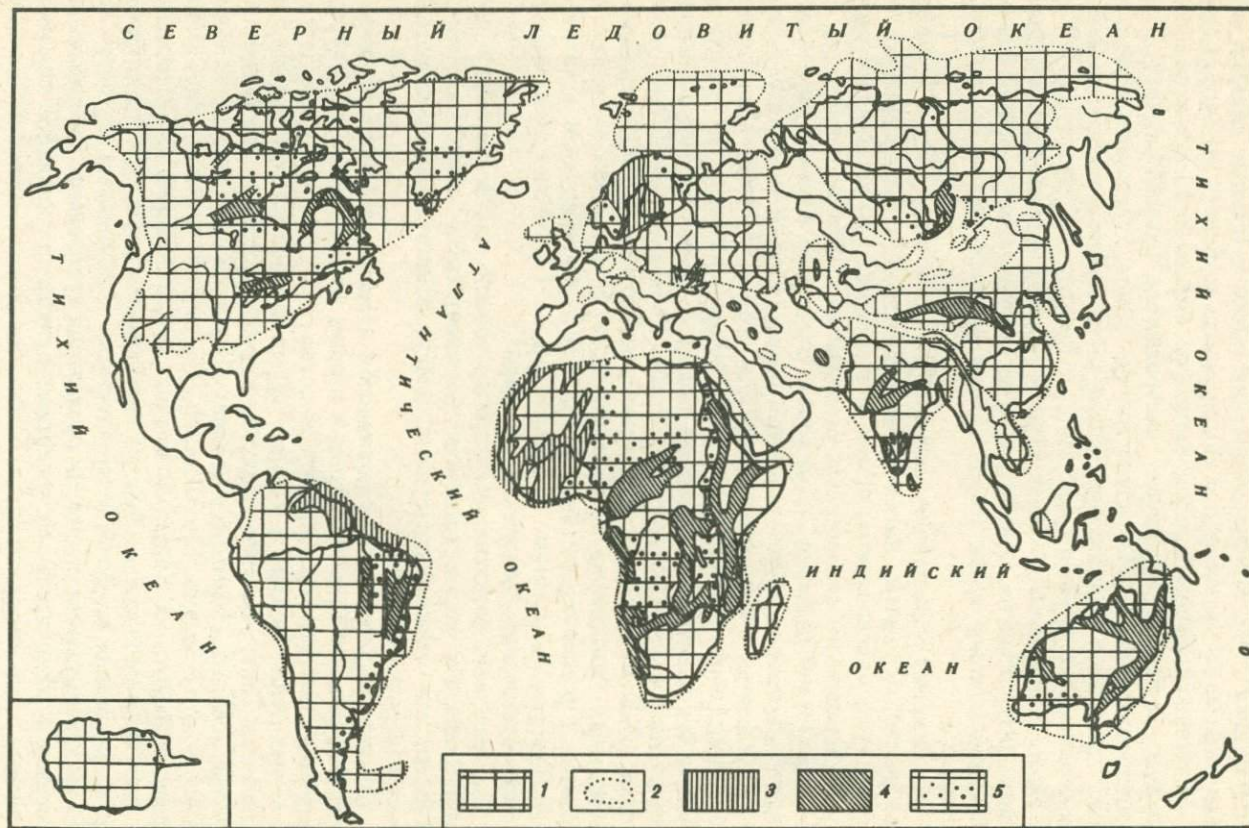 СЕВЕРНЫЙ ЛЕДОВИТЫЙ ОКЕАН
ТИХИЙ ОКЕАН
АТЛАНТИЧЕСКИЙ ОКЕАН
ТИХИЙ ОКЕАН
ИНДИЙСКИЙ
ОКЕАН
1 2 3 4 5